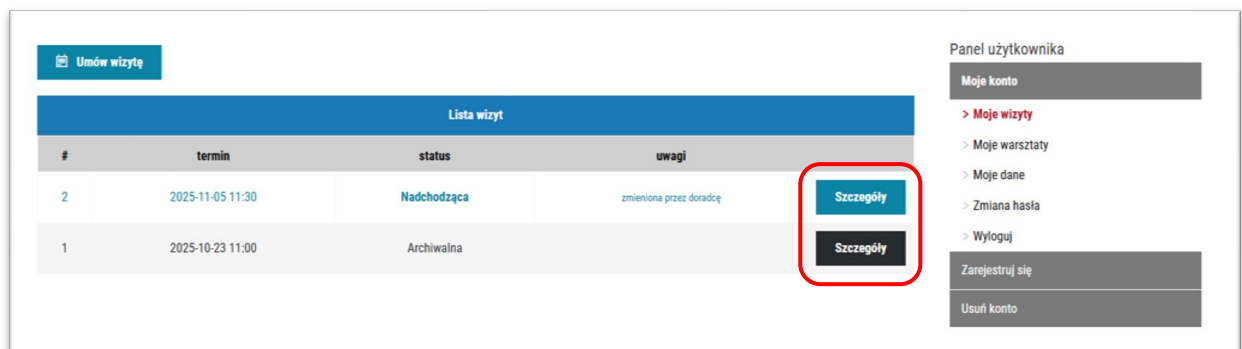 Umów wizytę
Lista wizyt
# termin status uwagi
2 2025-11-05 11:30 Nadchodząca zmieniona przez doradcę Szczegóły
1 2025-10-23 11:00 Archiwalna Szczegóły
Panel użytkownika
Moje konto
> Moje wizyty
> Moje warsztaty
> Moje dane
> Zmiana hasła
> Wyloguj
Zarejestruj się
Usuń konto